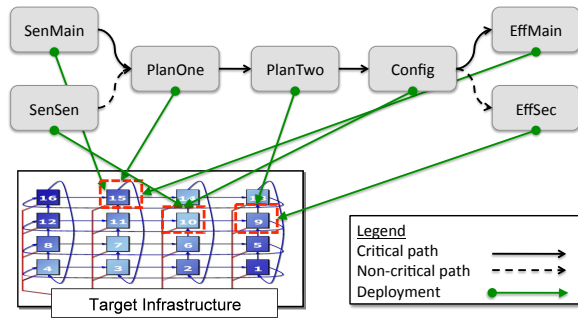 SenMain
EffMain
PlanOne
PlanTwo
Config
SenSen
EffSec
16
15
12
11
10
9
8
7
6
5
4
3
2
1
Target Infrastructure
Legend
Critical path
Non-critical path
Deployment